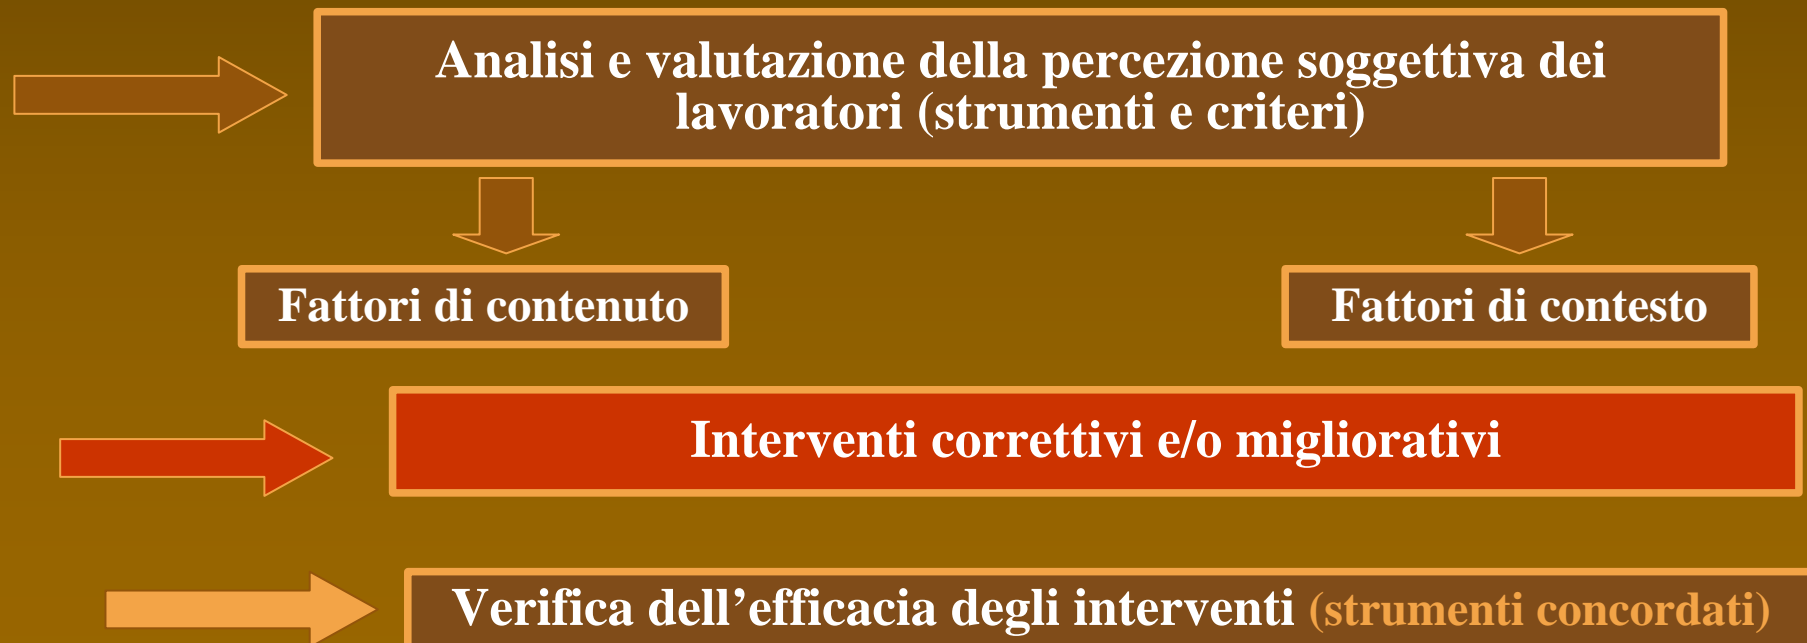 Analisi e valutazione della percezione soggettiva dei
lavoratori (strumenti e criteri)
Fattori di contenuto
Fattori di contesto
Interventi correttivi e/o migliorativi
Verifica dell’efficacia degli interventi (strumenti concordati)